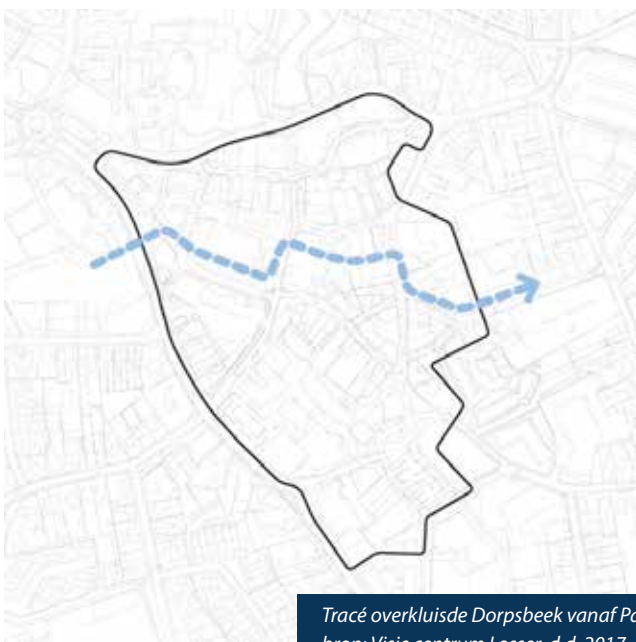 Tracé overkluisde Dorpsbeek vanaf
bron: Visie centrum Losser, d.d. 2017